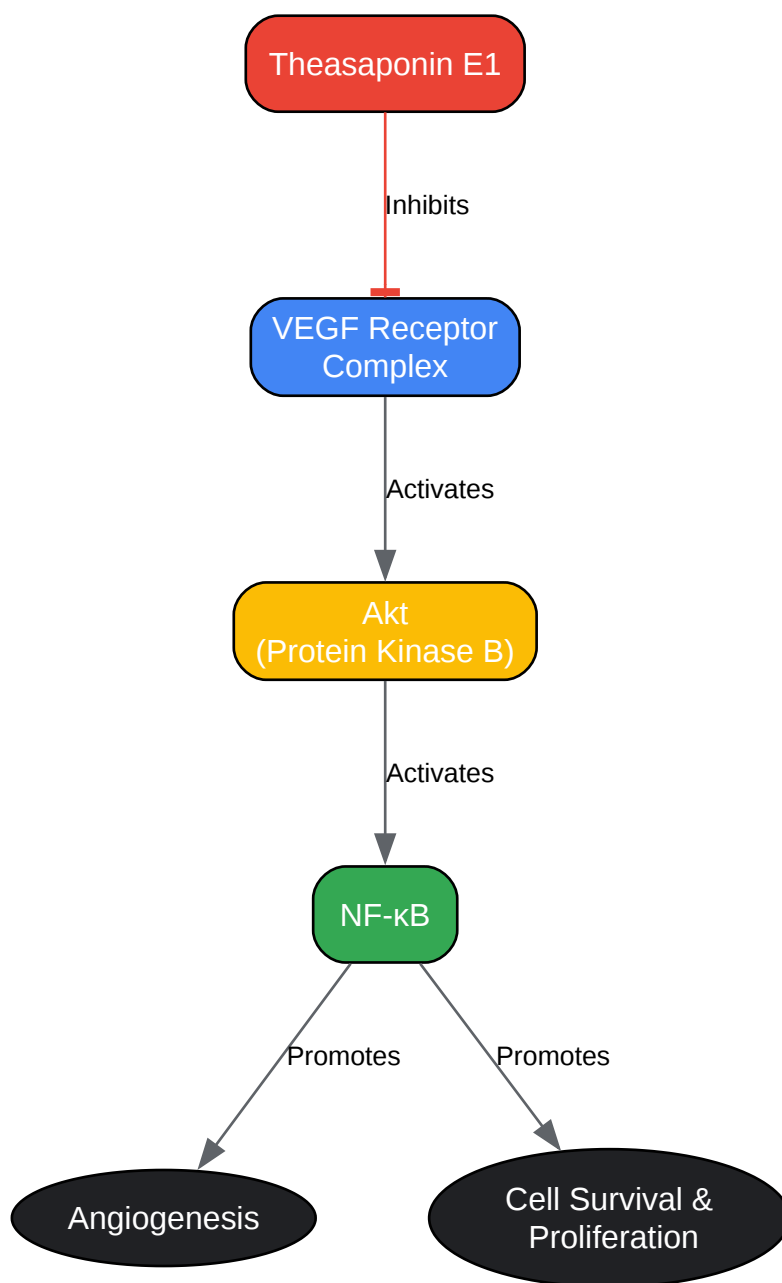 Theasaponin E1
Inhibits
VEGF Receptor
Complex
Activates
Akt
(Protein Kinase B)
Activates
NF-κB
Promotes
Promotes
Angiogenesis
Cell Survival &
Proliferation